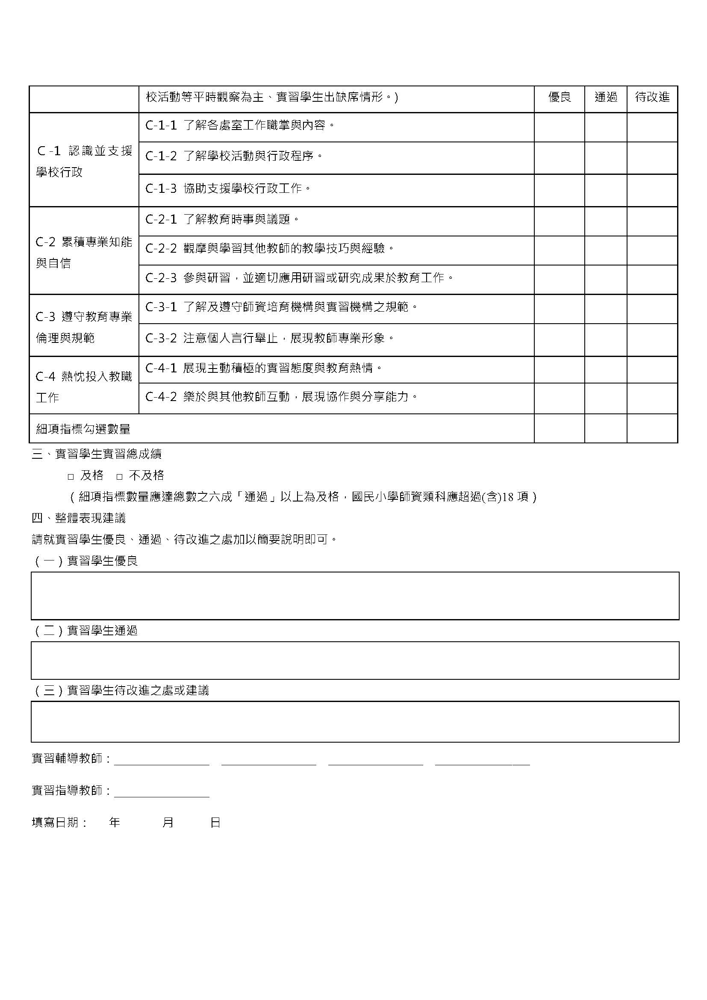 校活動等平時觀察為主、實習學生出缺席情形。) 優良 通過 待改進
C-1 認識並支援
學校行政
C-1-1 了解各處室工作職掌與內容。
C-1-2 了解學校活動與行政程序。
C-1-3 協助支援學校行政工作。
C-2 累積專業知能
與自信
C-2-1 了解教育時事與議題。
C-2-2 觀摩與學習其他教師的教學技巧與經驗。
C-2-3 參與研習，並適切應用研習或研究成果於教育工作。
C-3 遵守教育專業
倫理與規範
C-3-1 了解及遵守師資培育機構與實習機構之規範。
C-3-2 注意個人言行舉止，展現教師專業形象。
C-4 熱忱投入教職
工作
C-4-1 展現主動積極的實習態度與教育熱情。
C-4-2 樂於與其他教師互動，展現協作與分享能力。
細項指標勾選數量
三、實習學生實習總成績
□ 及格 □ 不及格
（細項指標數量應達總數之六成「通過」以上為及格，國民小學師資類科應超過(含)18 項）
四、整體表現建議
請就實習學生優良、通過、待改進之處加以簡要說明即可。
（一）實習學生優良
（二）實習學生通過
（三）實習學生待改進之處或建議
實習輔導教師：________________ ________________ ________________ ________________
實習指導教師：________________
填寫日期： 年 月 日